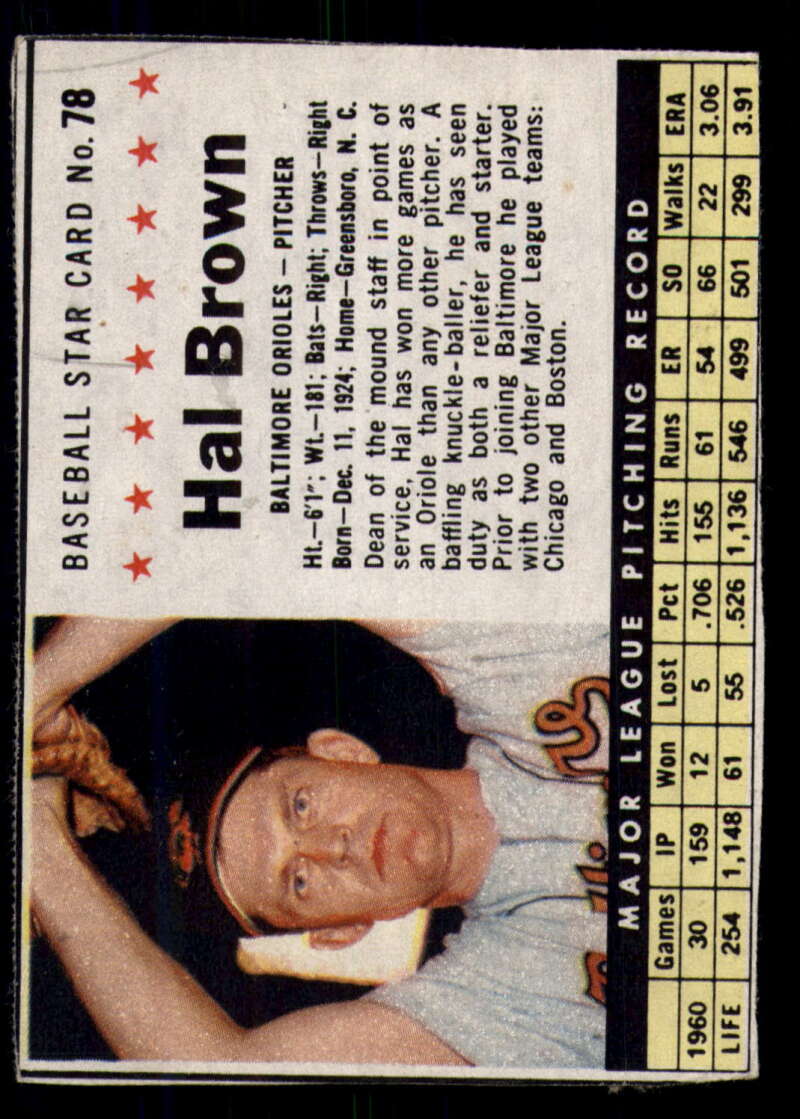 BASEBALL STAR CARD No. 78
Hal Brown
BALTIMORE ORIOLES – PITCHER
Ht.–6'1"; Wt.–181; Bats–Right; Throws–Right
Born–Dec. 11, 1924; Home–Greensboro, N. C.
Dean of the mound staff in point of
service, Hal has won more games as
an Oriole than any other pitcher. A
baffling knuckle-baller, he has seen
duty as both a reliefer and starter.
Prior to joining Baltimore he played
with two other Major League teams:
Chicago and Boston.
MAJOR LEAGUE PITCHING RECORD
Games IP Won Lost Pct Hits Runs ER SO Walks ERA
1960 30 159 12 5 .706 155 61 54 66 22 3.06
LIFE 254 1,148 61 55 .526 1,136 546 499 501 299 3.91